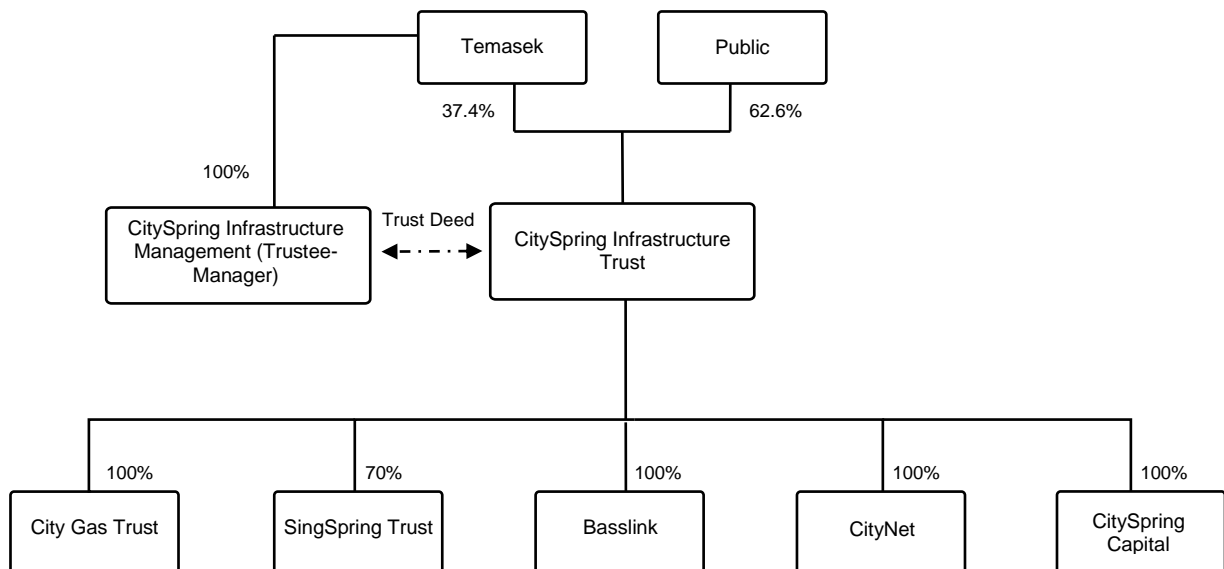 Temasek
Public
37.4%
62.6%
100%
CitySpring Infrastructure
Management (Trustee-
Manager)
Trust Deed
CitySpring Infrastructure
Trust
100%
70%
100%
100%
100%
City Gas Trust
SingSpring Trust
Basslink
CityNet
CitySpring
Capital